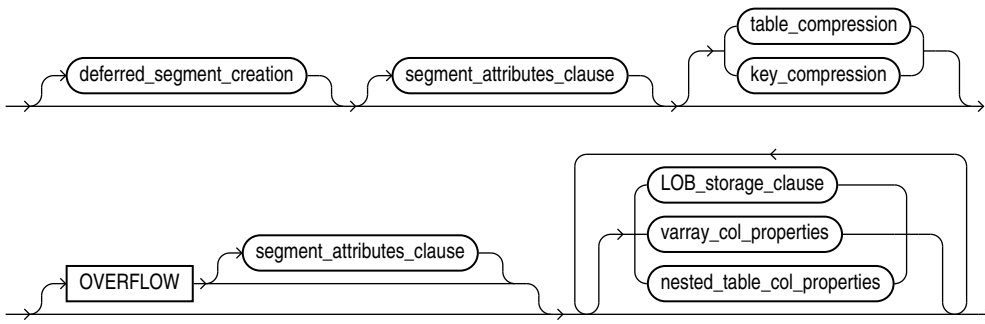 table_compression
deferred_segment_creation
segment_attributes_clause
key_compression
LOB_storage_clause
segment_attributes_clause
varray_col_properties
OVERFLOW
nested_table_col_properties